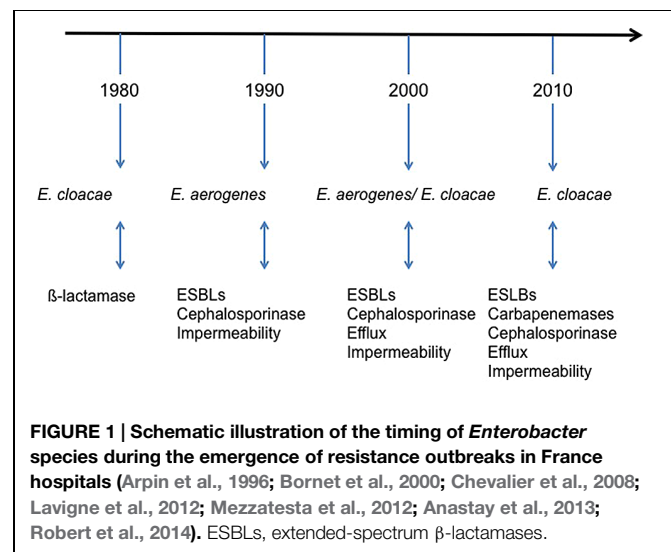 1980 1990 2000 2010
E. cloacae E. aerogenes E. aerogenes/ E. cloacae E. cloacae
ß-lactamase ESBLs ESBLs ESLBs
Cephalosporinase Cephalosporinase Carbapenemases
Impermeability Efflux Cephalosporinase
Impermeability Efflux
Impermeability
FIGURE 1 | Schematic illustration of the timing of Enterobacter
species during the emergence of resistance outbreaks in France
hospitals (Arpin et al., 1996; Bornet et al., 2000; Chevalier et al., 2008;
Lavigne et al., 2012; Mezzatesta et al., 2012; Anastay et al., 2013;
Robert et al., 2014). ESBLs, extended-spectrum β-lactamases.